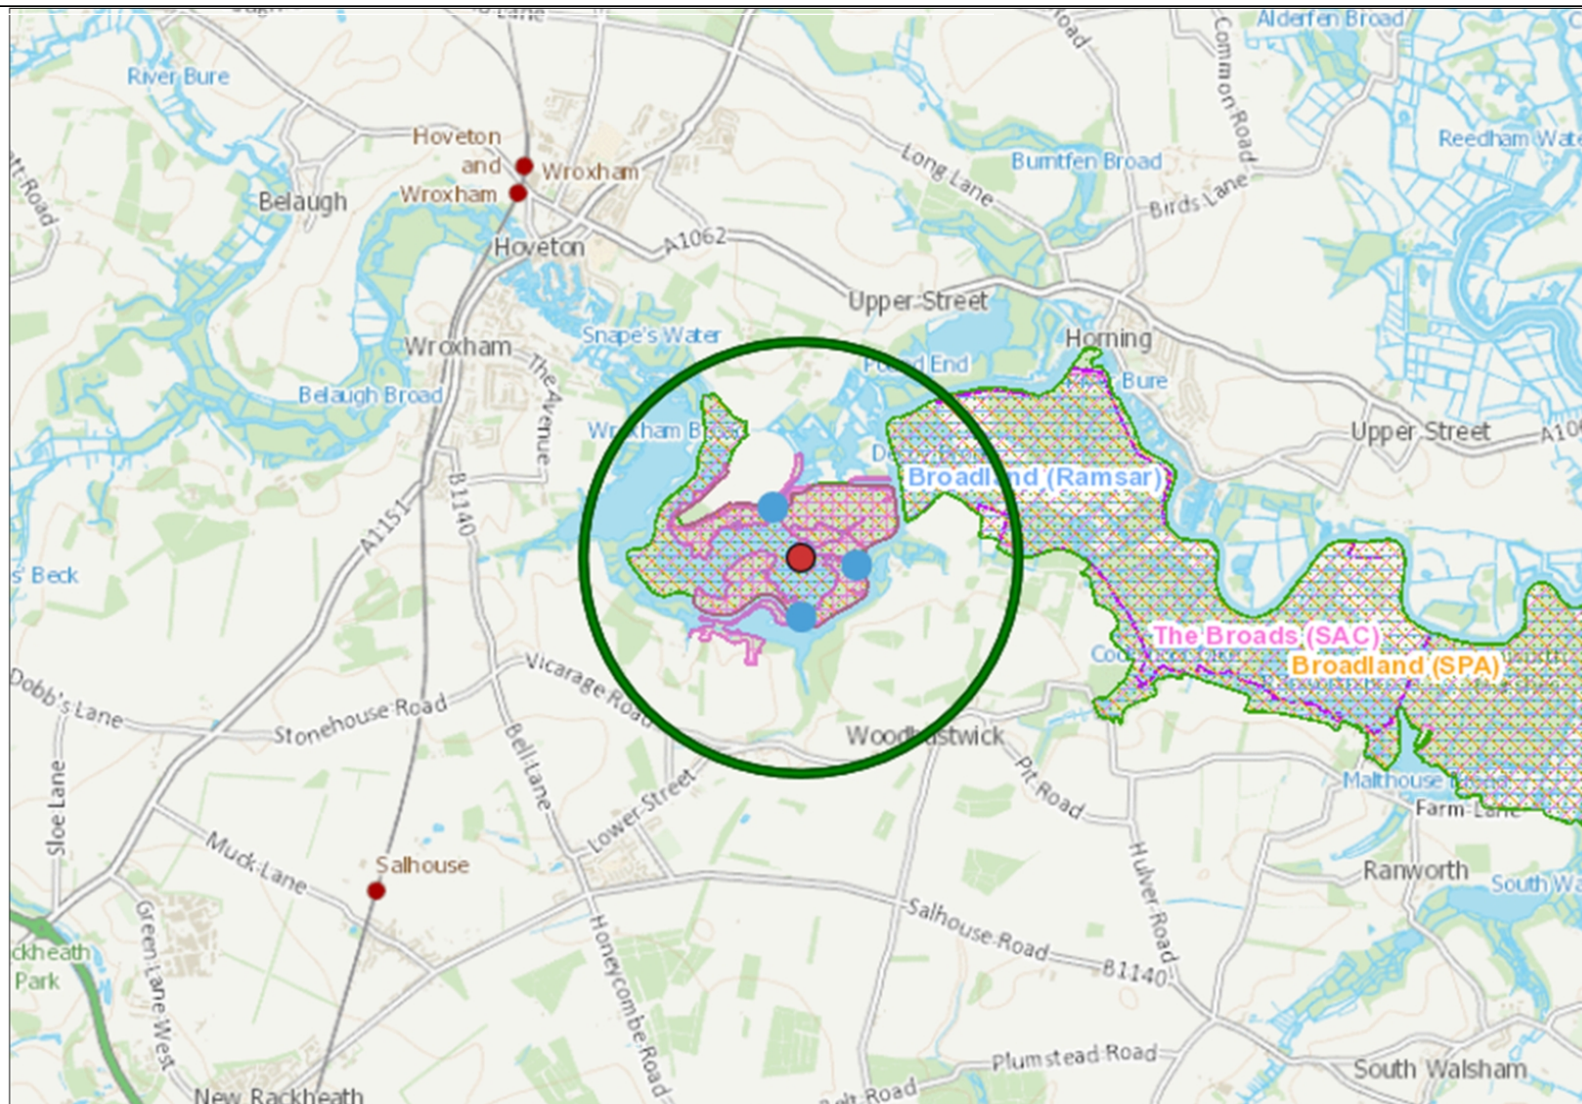 Alderfen Broad
River Bure
Common Road
Hoveton
and
Wroxham
Wroxham
Reedham Wate
Long Lane
Burntfen Broad
Birds Lane
Belaugh
Hoveton
A1062
Upper Street
Snape's Water
Wroxham
Horning
The Avenue
Belaugh Broad
Bure
Upper Street
B1140
Broadland (Ramsar)
A1151
s' Beck
The Broads (SAC)
Broadland (SPA)
Dobb's Lane
Vicarage Road
Stonehouse Road
Woodbastwick
Bell Lane
Pit Road
Sloe Lane
Lower Street
Farm Lane
Muck Lane
Salhouse
Hulver Road
Ranworth
South Wa
Green Lane West
Honeycombe Road
Salhouse Road
B1140
ckheath
Park
Plumstead Road
South Walsham
New Rackheath